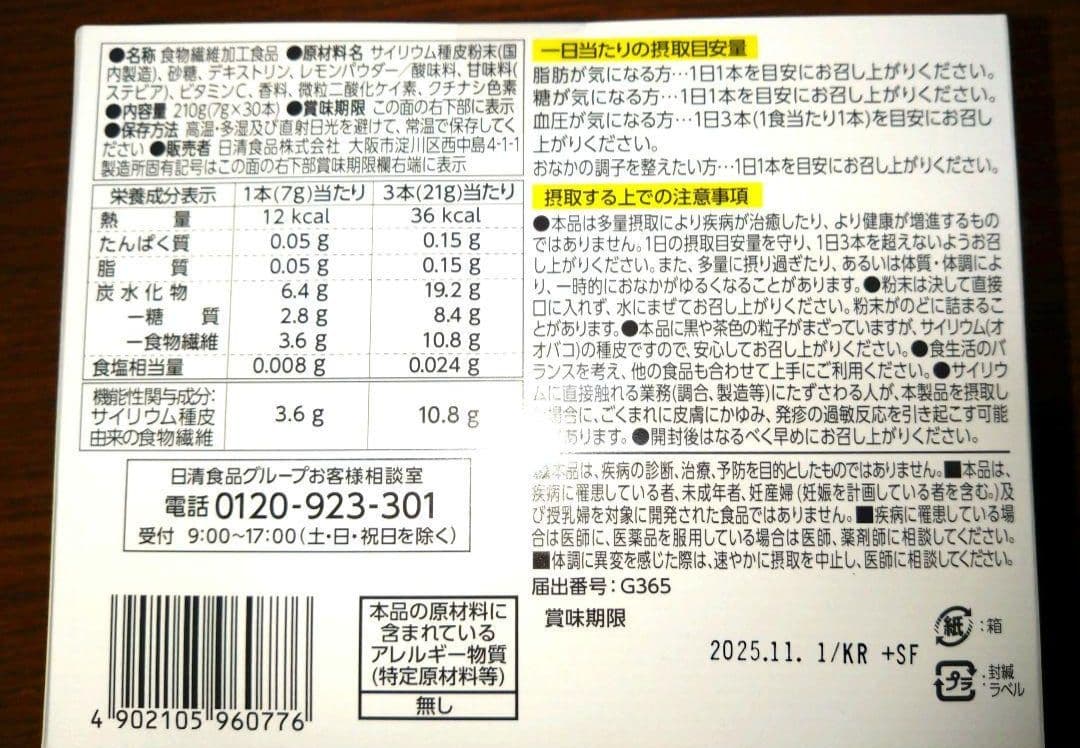 ●名称 食物繊維加工食品 ●原材料名 サイリウム種皮粉末(国
内製造)、砂糖、デキストリン、レモンパウダー／酸味料、甘味料(
ステビア)、ビタミンC、香料、微粒二酸化ケイ素、クチナシ色素
●内容量 210g(7g×30本) ●賞味期限 この面の右下部に表示
●保存方法 高温・多湿及び直射日光を避けて、常温で保存してく
ださい ●販売者 日清食品株式会社 大阪市淀川区西中島4-1-1
製造所固有記号はこの面の右下部賞味期限欄右端に表示
栄養成分表示 1本(7g)当たり 3本(21g)当たり
熱量 12 kcal 36 kcal
たんぱく質 0.05 g 0.15 g
脂質 0.05 g 0.15 g
炭水化物 6.4 g 19.2 g
ー糖質 2.8 g 8.4 g
ー食物繊維 3.6 g 10.8 g
食塩相当量 0.008 g 0.024 g
機能性関与成分:
サイリウム種皮 3.6 g 10.8 g
由来の食物繊維
日清食品グループお客様相談室
電話 0120-923-301
受付 9:00～17:00(土・日・祝日を除く)
4 902105 960776
本品の原材料に
含まれている
アレルギー物質
(特定原材料等)
無し
一日当たりの摂取目安量
脂肪が気になる方…1日1本を目安にお召し上がりください。
糖が気になる方…1日1本を目安にお召し上がりください。
血圧が気になる方…1日3本(1食当たり1本)を目安にお召し
上がりください。
おなかの調子を整えたい方…1日1本を目安にお召し上がりください。
摂取する上での注意事項
●本品は多量摂取により疾病が治癒したり、より健康が増進するもの
ではありません。1日の摂取目安量を守り、1日3本を超えないようお召
し上がりください。また、多量に摂り過ぎたり、あるいは体質・体調によ
り、一時的におなかがゆるくなることがあります。●粉末は決して直接
口に入れず、水にまぜてお召し上がりください。粉末がのどに詰まるこ
とがあります。●本品に黒や茶色の粒子がまざっていますが、サイリウム(オ
オバコ)の種皮ですので、安心してお召し上がりください。●食生活のバ
ランスを考え、他の食品も合わせて上手にご利用ください。●サイリウ
ムに直接触れる業務(調合、製造等)にたずさわる人が、本製品を摂取し
場合に、ごくまれに皮膚にかゆみ、発疹の過敏反応を引き起こす可能
あります。●開封後はなるべく早めにお召し上がりください。
本品は、疾病の診断、治療、予防を目的としたものではありません。■本品は、
疾病に罹患している者、未成年者、妊産婦(妊娠を計画している者を含む。)及
び授乳婦を対象に開発された食品ではありません。■疾病に罹患している場
合は医師に、医薬品を服用している場合は医師、薬剤師に相談してください。
■体調に異変を感じた際は、速やかに摂取を中止し、医師に相談してください。
届出番号:G365
賞味期限
2025.11. 1/KR +SF
紙:箱
プラ:封緘
ラベル